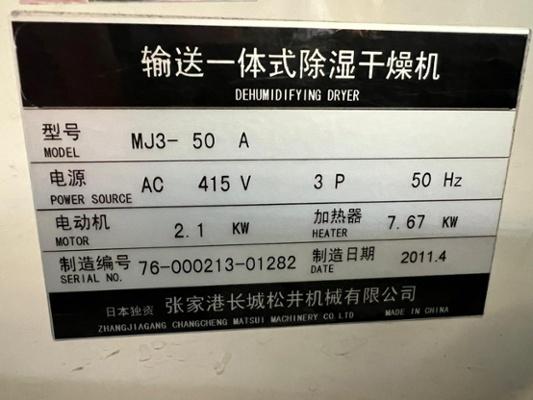 输送一体式除湿干燥机
DEHUMIDIFYING DRYER
型号 MJ3- 50 A
MODEL
电源 AC 415 V 3 P 50 Hz
POWER SOURCE
电动机 2.1 KW 加热器 7.67 KW
MOTOR HEATER
制造编号 76-000213-01282 制造日期 2011.4
SERIAL NO. DATE
日本独资 张家港长城松井机械有限公司
ZHANGJIAGANG CHANGCHENG MATSUI MACHINERY CO LTD MADE IN CHINA